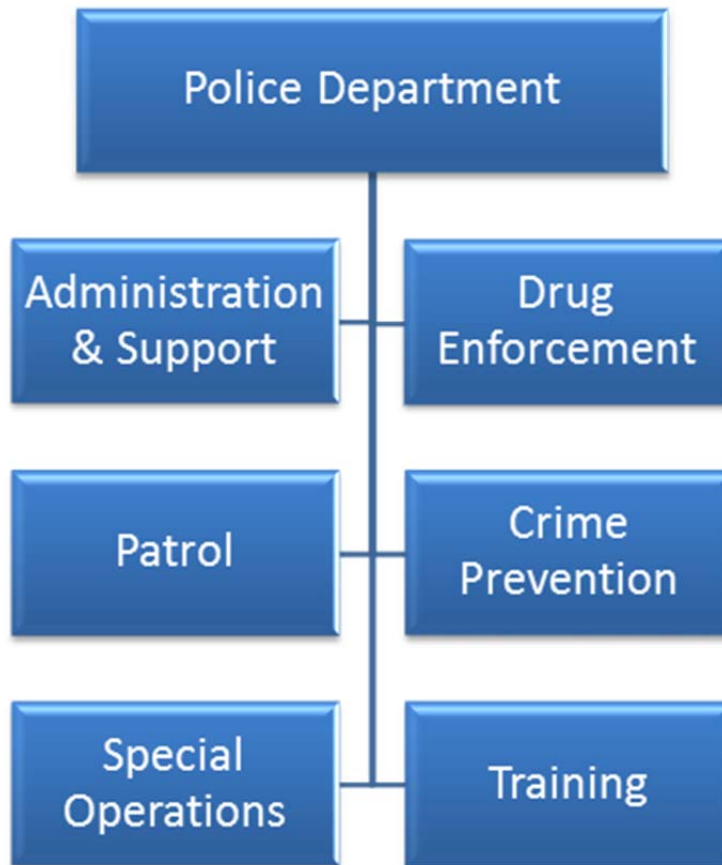 Police Department
Administration
& Support
Drug
Enforcement
Patrol
Crime
Prevention
Special
Operations
Training